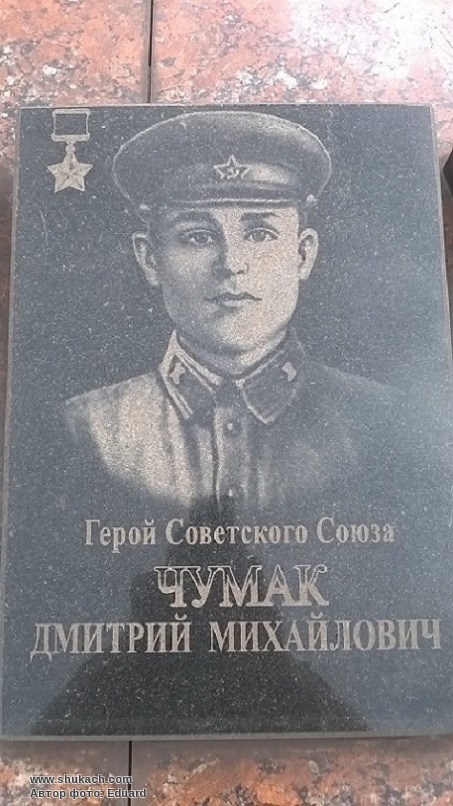 Герой Советского Союза
ЧУМАК
ДМИТРИЙ МИХАЙЛОВИЧ
www.shukach.com
Автор фото: Eduard